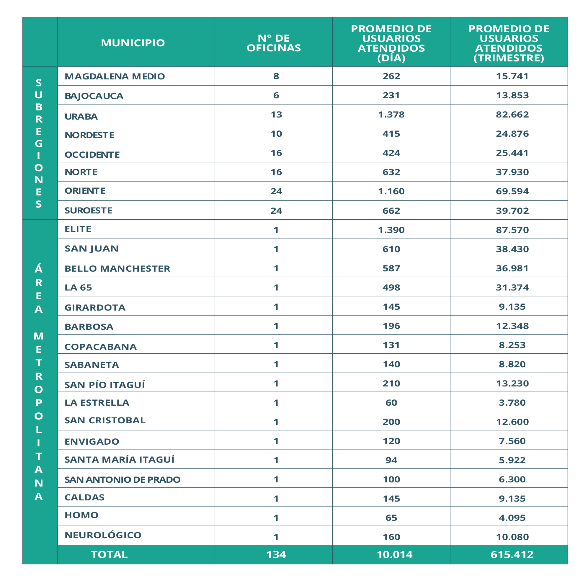 MUNICIPIO N° DE OFICINAS PROMEDIO DE USUARIOS ATENDIDOS (DÍA) PROMEDIO DE USUARIOS ATENDIDOS (TRIMESTRE)
SUBREGIONES
MAGDALENA MEDIO 8 262 15.741
BAJOCAUCA 6 231 13.853
URABA 13 1.378 82.662
NORDESTE 10 415 24.876
OCCIDENTE 16 424 25.441
NORTE 16 632 37.930
ORIENTE 24 1.160 69.594
SUROESTE 24 662 39.702
ÁREA METROPOLITANA
ELITE 1 1.390 87.570
SAN JUAN 1 610 38.430
BELLO MANCHESTER 1 587 36.981
LA 65 1 498 31.374
GIRARDOTA 1 145 9.135
BARBOSA 1 196 12.348
COPACABANA 1 131 8.253
SABANETA 1 140 8.820
SAN PÍO ITAGUÍ 1 210 13.230
LA ESTRELLA 1 60 3.780
SAN CRISTOBAL 1 200 12.600
ENVIGADO 1 120 7.560
SANTA MARÍA ITAGUÍ 1 94 5.922
SAN ANTONIO DE PRADO 1 100 6.300
CALDAS 1 145 9.135
HOMO 1 65 4.095
NEUROLÓGICO 1 160 10.080
TOTAL 134 10.014 615.412